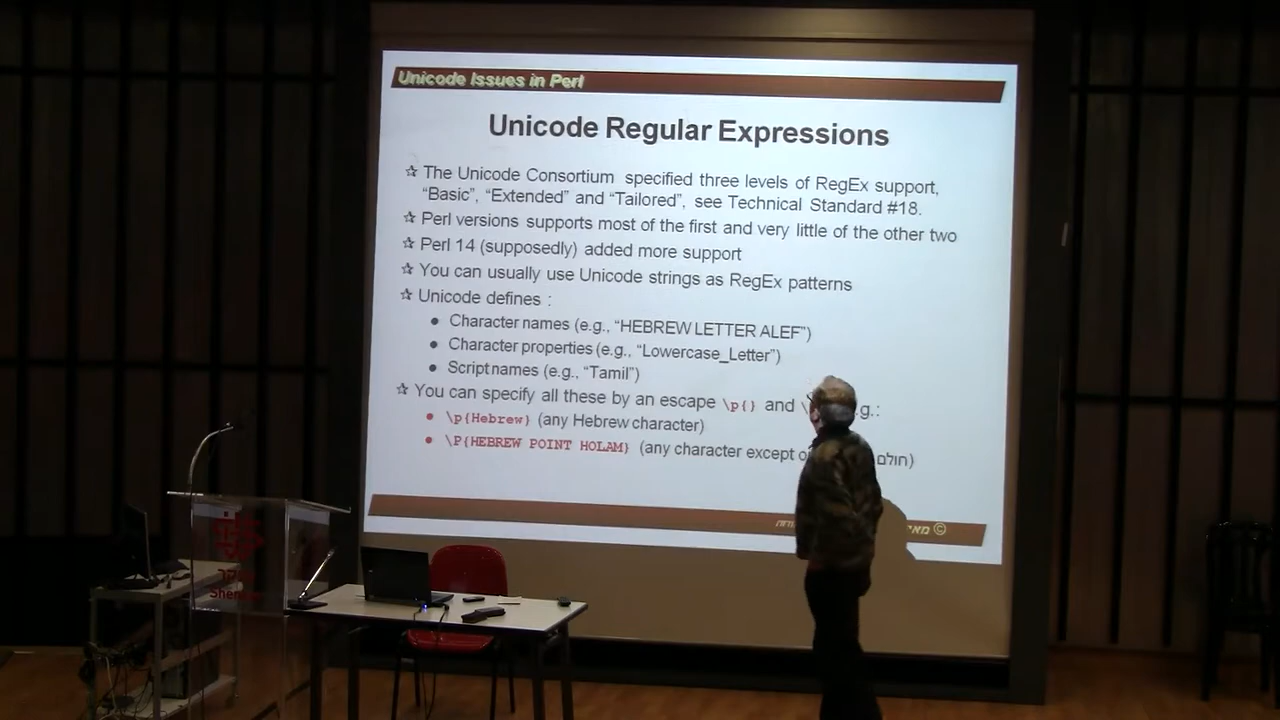 Unicode Issues in Perl
Unicode Regular Expressions
The Unicode Consortium specified three levels of RegEx support,
“Basic”, “Extended” and “Tailored”, see Technical Standard #18.
Perl versions supports most of the first and very little of the other two
Perl 14 (supposedly) added more support
You can usually use Unicode strings as RegEx patterns
Unicode defines :
Character names (e.g., “HEBREW LETTER ALEF”)
Character properties (e.g., “Lowercase_Letter”)
Script names (e.g., “Tamil”)
You can specify all these by an escape \p{} and
\p{Hebrew} (any Hebrew character)
\P{HEBREW POINT HOLAM} (any character except חולם)
©